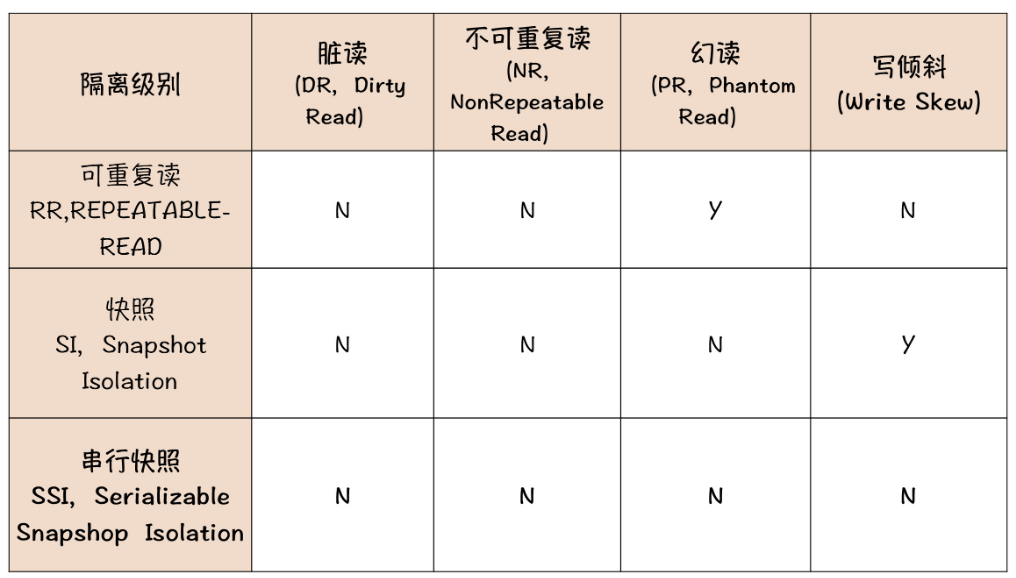 隔离级别
脏读
(DR, Dirty
Read)
不可重复读
(NR,
NonRepeatable
Read)
幻读
(PR, Phantom
Read)
写倾斜
(Write Skew)
可重复读
RR,REPEATABLE-
READ
N
N
Y
N
快照
SI, Snapshot
Isolation
N
N
N
Y
串行快照
SSI, Serializable
Snapshop Isolation
N
N
N
N